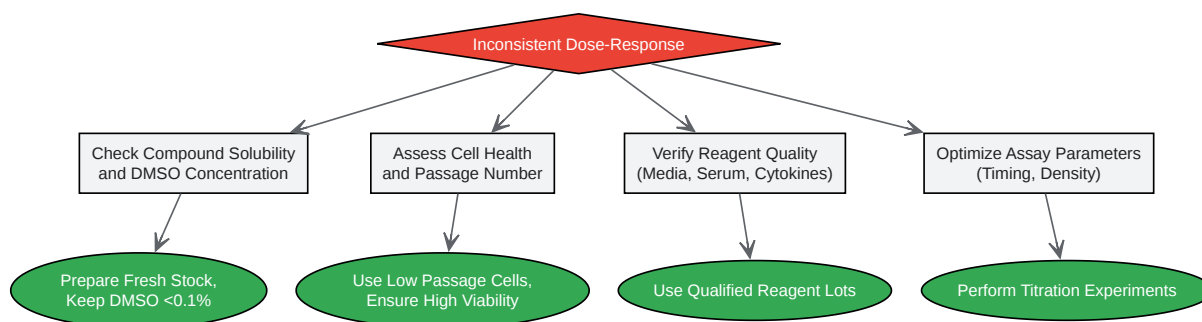 Inconsistent Dose-Response
Check Compound Solubility
and DMSO Concentration
Assess Cell Health
and Passage Number
Verify Reagent Quality
(Media, Serum, Cytokines)
Optimize Assay Parameters
(Timing, Density)
Prepare Fresh Stock,
Keep DMSO <0.1%
Use Low Passage Cells,
Ensure High Viability
Use Qualified Reagent Lots
Perform Titration Experiments